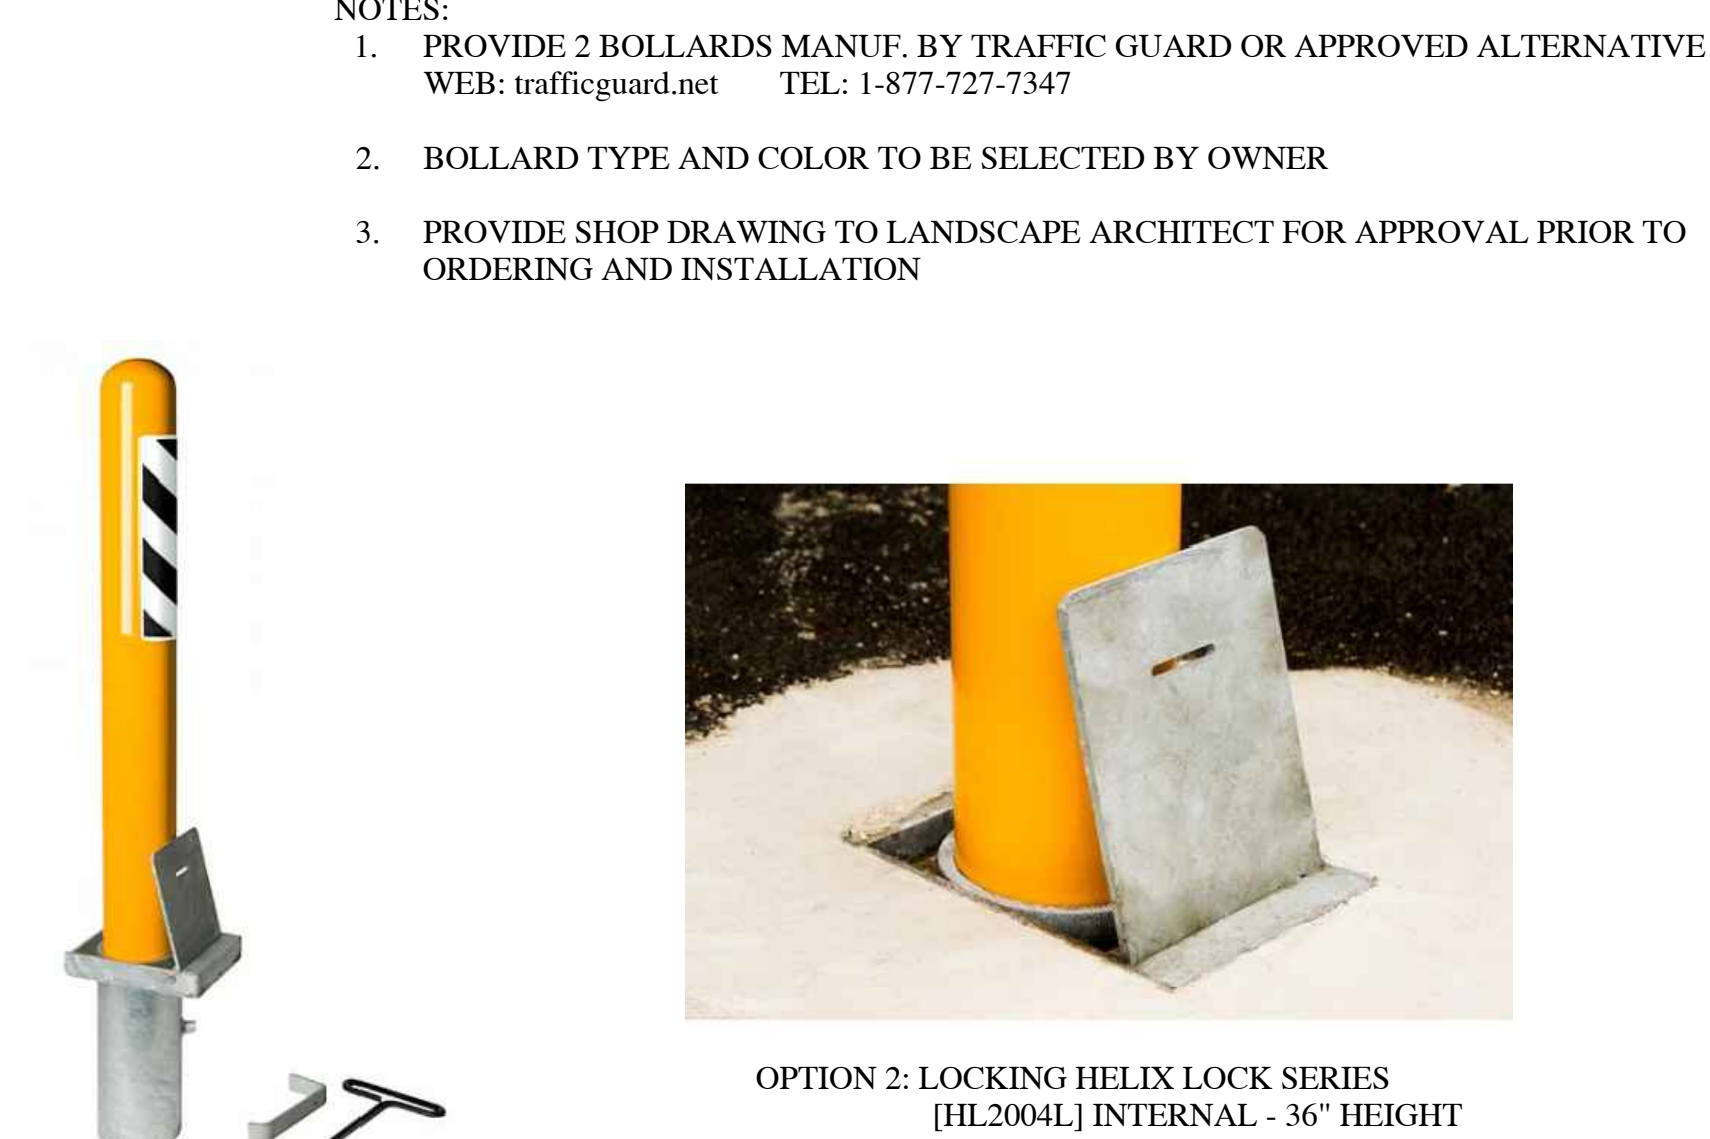 NOTES:
1. PROVIDE 2 BOLLARDS MANUF. BY TRAFFIC GUARD OR APPROVED ALTERNATIVE
WEB: trafficguard.net TEL: 1-877-727-7347
2. BOLLARD TYPE AND COLOR TO BE SELECTED BY OWNER
3. PROVIDE SHOP DRAWING TO LANDSCAPE ARCHITECT FOR APPROVAL PRIOR TO
ORDERING AND INSTALLATION
OPTION 2: LOCKING HELIX LOCK SERIES
[HL2004L] INTERNAL - 36" HEIGHT